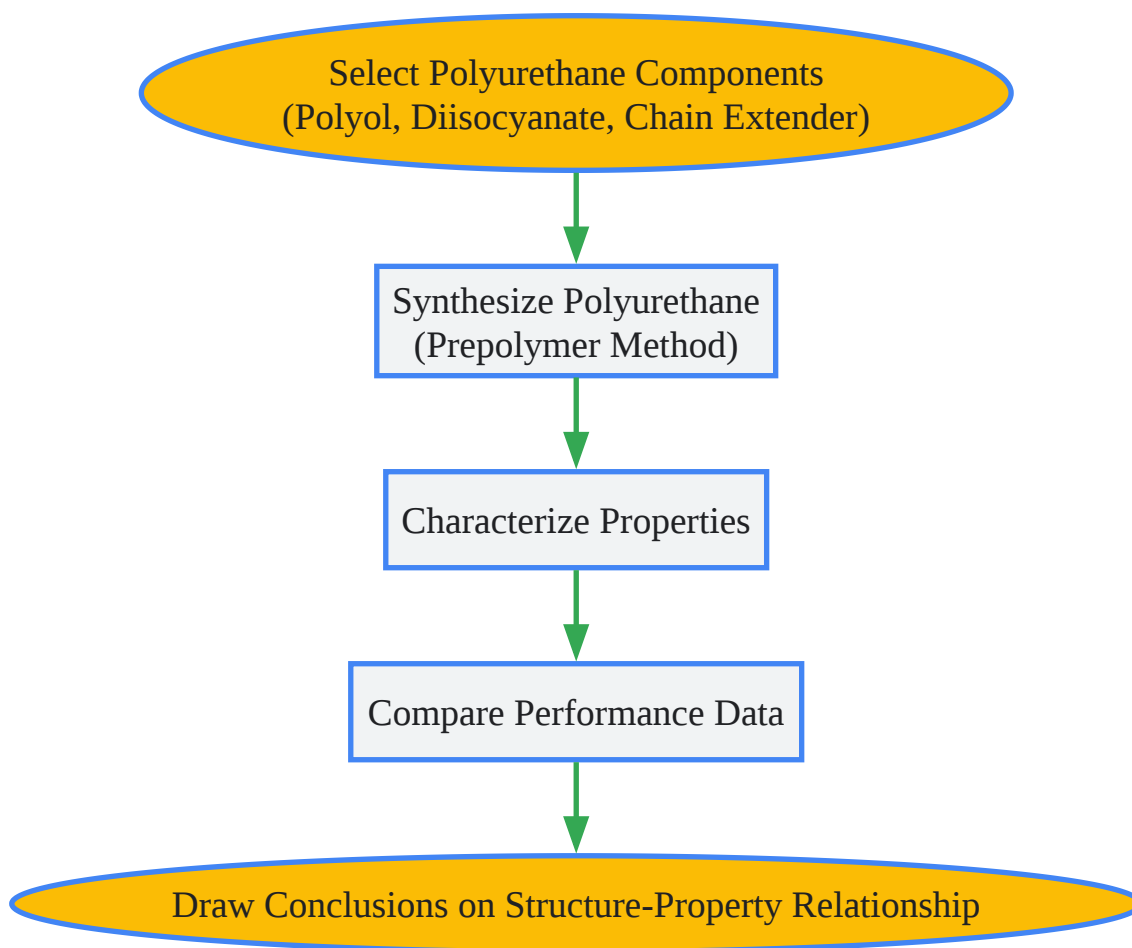 Select Polyurethane Components
(Polyol, Diisocyanate, Chain Extender)
Synthesize Polyurethane
(Prepolymer Method)
Characterize Properties
Compare Performance Data
Draw Conclusions on Structure-Property Relationship